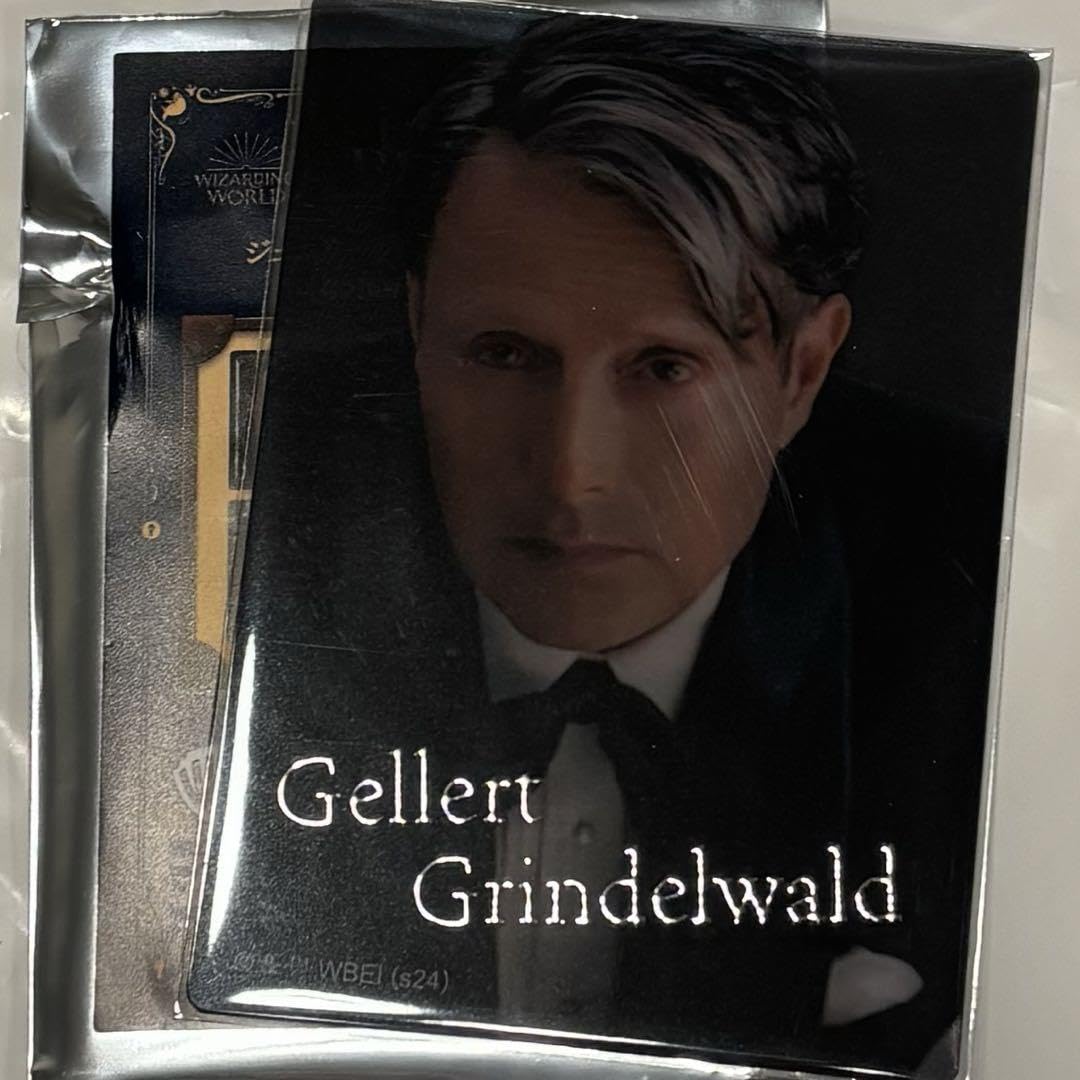 WIZARDING
WORLD
Gellert
Grindelwald
WBEI (s24)